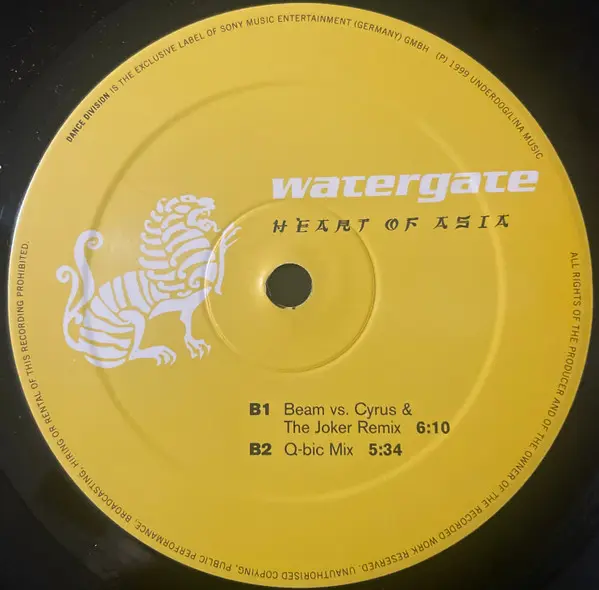 DANCE DIVISION IS THE EXCLUSIVE LABEL OF SONY MUSIC ENTERTAINMENT (GERMANY) GMBH (P) 1999 UNDERDOG/LINA MUSIC
watergate
HEART OF ASIA
B1 Beam vs. Cyrus &
The Joker Remix 6:10
B2 Q-bic Mix 5:34
ALL RIGHTS OF THE PRODUCER AND OF THE OWNER OF THE RECORDED WORK RESERVED. UNAUTHORISED COPYING, PUBLIC PERFORMANCE, BROADCASTING, HIRING OR RENTAL OF THIS RECORDING PROHIBITED.